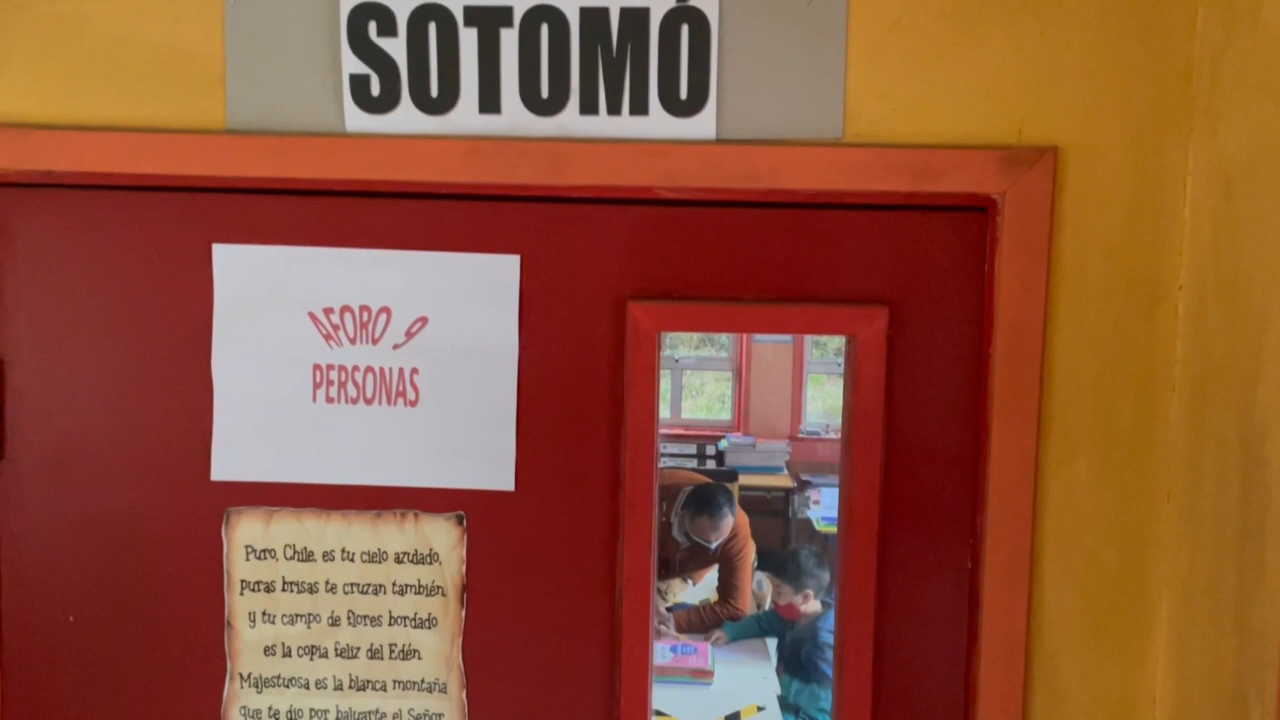 SOTOMÓ
AFORO 9
PERSONAS
Puro, Chile, es tu cielo azulado,
puras brisas te cruzan también,
y tu campo de flores bordado
es la copia feliz del Edén.
Majestuosa es la blanca montaña
que te dio por baluarte el Señor,